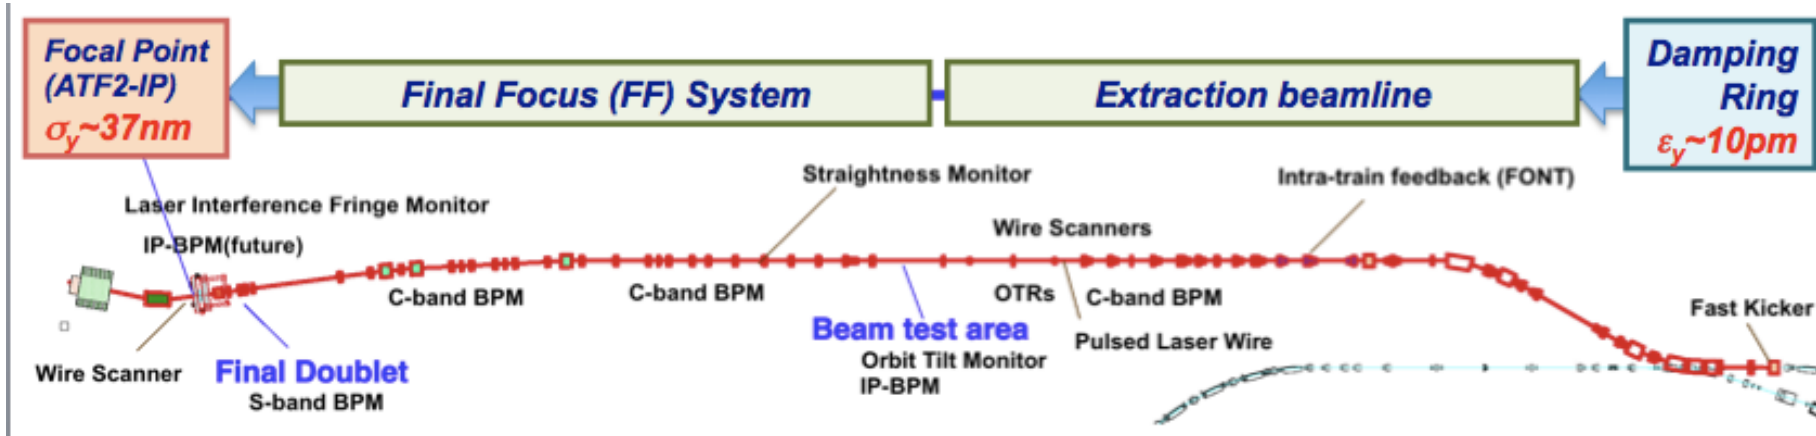 Focal Point
(ATF2-IP)
σy~37nm
Final Focus (FF) System
Extraction beamline
Damping
Ring
εy~10pm
Straightness Monitor
Intra-train feedback (FONT)
Laser Interference Fringe Monitor
IP-BPM(future)
Wire Scanners
C-band BPM
C-band BPM
OTRs
C-band BPM
Fast Kicker
Beam test area
Pulsed Laser Wire
Orbit Tilt Monitor
IP-BPM
Wire Scanner
Final Doublet
S-band BPM